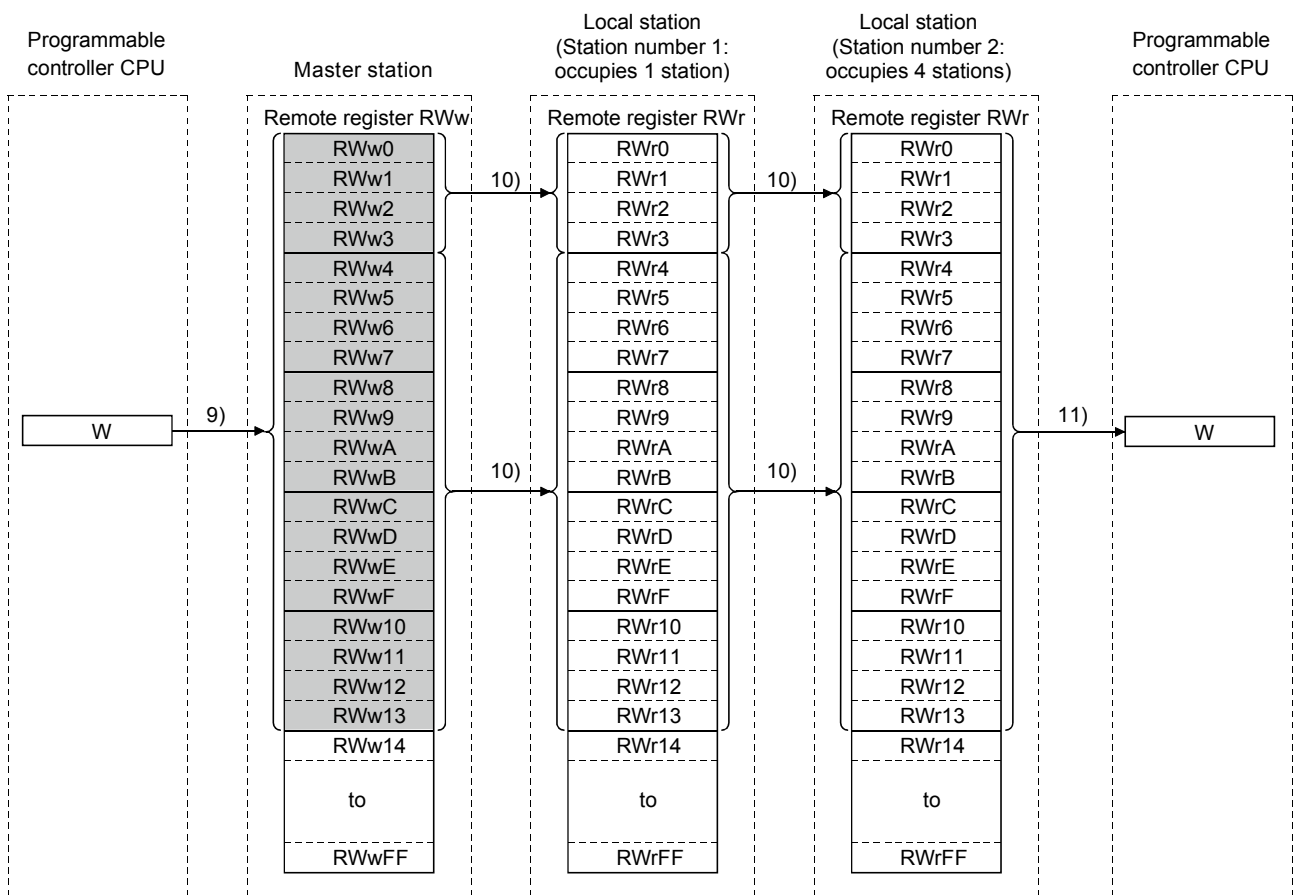 Programmable
controller CPU
Master station
Local station
(Station number 1:
occupies 1 station)
Local station
(Station number 2:
occupies 4 stations)
Programmable
controller CPU
Remote register RWw
Remote register RWr
Remote register RWr
RWw0
RWw1
RWw2
RWw3
RWw4
RWw5
RWw6
RWw7
RWw8
RWw9
RWwA
RWwB
RWwC
RWwD
RWwE
RWwF
RWw10
RWw11
RWw12
RWw13
RWw14
to
RWwFF
RWr0
RWr1
RWr2
RWr3
RWr4
RWr5
RWr6
RWr7
RWr8
RWr9
RWrA
RWrB
RWrC
RWrD
RWrE
RWrF
RWr10
RWr11
RWr12
RWr13
RWr14
to
RWrFF
RWr0
RWr1
RWr2
RWr3
RWr4
RWr5
RWr6
RWr7
RWr8
RWr9
RWrA
RWrB
RWrC
RWrD
RWrE
RWrF
RWr10
RWr11
RWr12
RWr13
RWr14
to
RWrFF
W
9)
10)
10)
10)
10)
11)
W